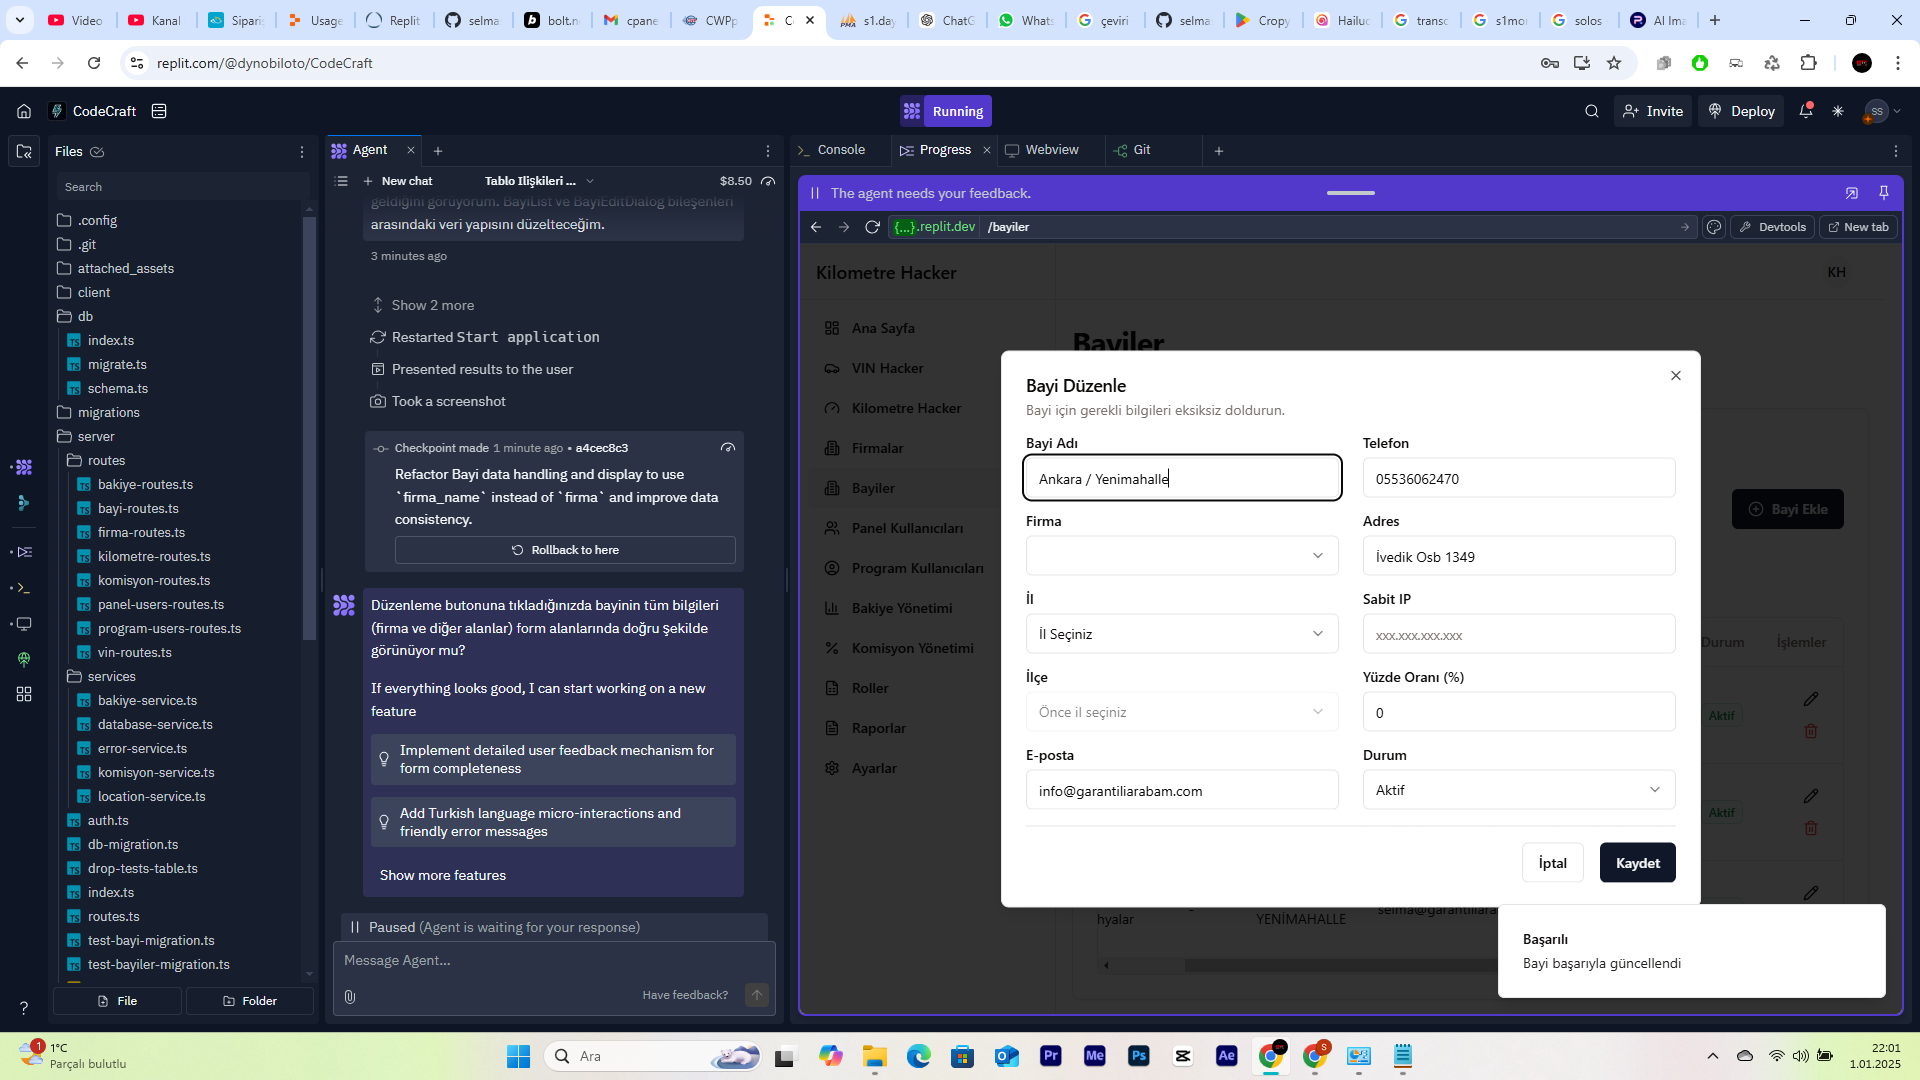 Video
Kanal
Sipari
Usage
Replit
selma
bolt.n
cpane
CWPp
C
s1.day
ChatG
Whats
çeviri
selma
Cropy
Hailuo
transc
s1mo
solos
AI Ima
replit.com/@dynobiloto/CodeCraft
CodeCraft
Running
Invite
Deploy
SS
Files
Search
.config
.git
attached_assets
client
db
index.ts
migrate.ts
schema.ts
migrations
server
routes
bakiye-routes.ts
bayi-routes.ts
firma-routes.ts
kilometre-routes.ts
komisyon-routes.ts
panel-users-routes.ts
program-users-routes.ts
vin-routes.ts
services
bakiye-service.ts
database-service.ts
error-service.ts
komisyon-service.ts
location-service.ts
auth.ts
db-migration.ts
drop-tests-table.ts
index.ts
routes.ts
test-bayi-migration.ts
test-bayiler-migration.ts
File
Folder
Agent
New chat
Tablo Ilişkileri ...
$8.50
geldiğini görüyorum. BayiList ve BayiEditDialog bileşenleri
arasındaki veri yapısını düzelteceğim.
3 minutes ago
Show 2 more
Restarted Start application
Presented results to the user
Took a screenshot
Checkpoint made 1 minute ago • a4cec8c3
Refactor Bayi data handling and display to use
`firma_name` instead of `firma` and improve data
consistency.
Rollback to here
Düzenleme butonuna tıkladığınızda bayinin tüm bilgileri
(firma ve diğer alanlar) form alanlarında doğru şekilde
görünüyor mu?
If everything looks good, I can start working on a new
feature
Implement detailed user feedback mechanism for
form completeness
Add Turkish language micro-interactions and
friendly error messages
Show more features
Paused (Agent is waiting for your response)
Message Agent...
Have feedback?
Console
Progress
Webview
Git
The agent needs your feedback.
{...}.replit.dev
/bayiler
Devtools
New tab
Kilometre Hacker
KH
Ana Sayfa
VIN Hacker
Kilometre Hacker
Firmalar
Bayiler
Panel Kullanıcıları
Program Kullanıcıları
Bakiye Yönetimi
Komisyon Yönetimi
Roller
Raporlar
Ayarlar
Bayiler
Bayi Ekle
Durum
İşlemler
Aktif
Aktif
hyalar
-
YENİMAHALLE
selma@garantiliara
Bayi Düzenle
Bayi için gerekli bilgileri eksiksiz doldurun.
Bayi Adı
Telefon
Ankara / Yenimahalle
05536062470
Firma
Adres
İvedik Osb 1349
İl
Sabit IP
İl Seçiniz
xxx.xxx.xxx.xxx
İlçe
Yüzde Oranı (%)
Önce il seçiniz
0
E-posta
Durum
info@garantiliarabam.com
Aktif
İptal
Kaydet
Başarılı
Bayi başarıyla güncellendi
1
1°C
Parçalı bulutlu
Ara
Pr
Me
Ps
Ae
S
22:01
1.01.2025